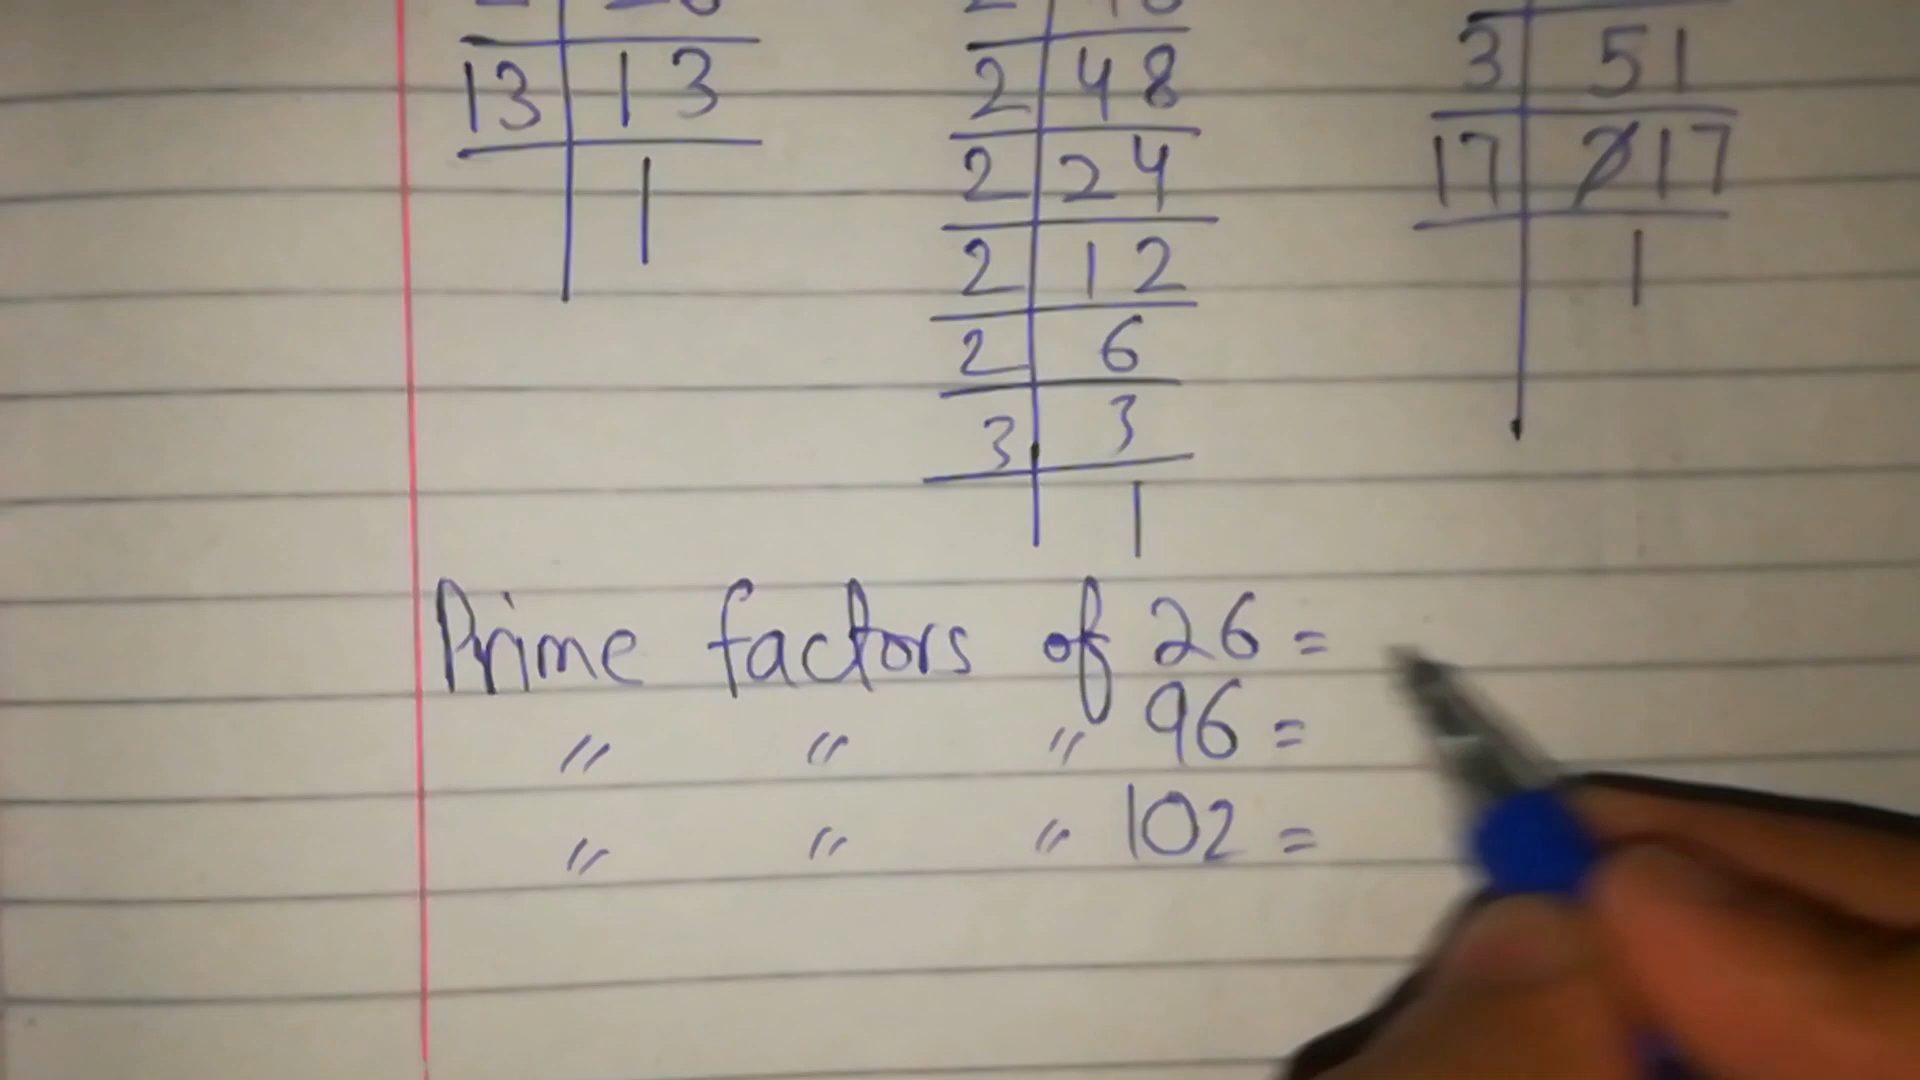 13 | 13
1
2 | 48
2 | 24
2 | 12
2 | 6
3 | 3
1
3 | 51
17 | 17
1
Prime factors of 26 =
〃 〃 〃 96 =
〃 〃 〃 102 =